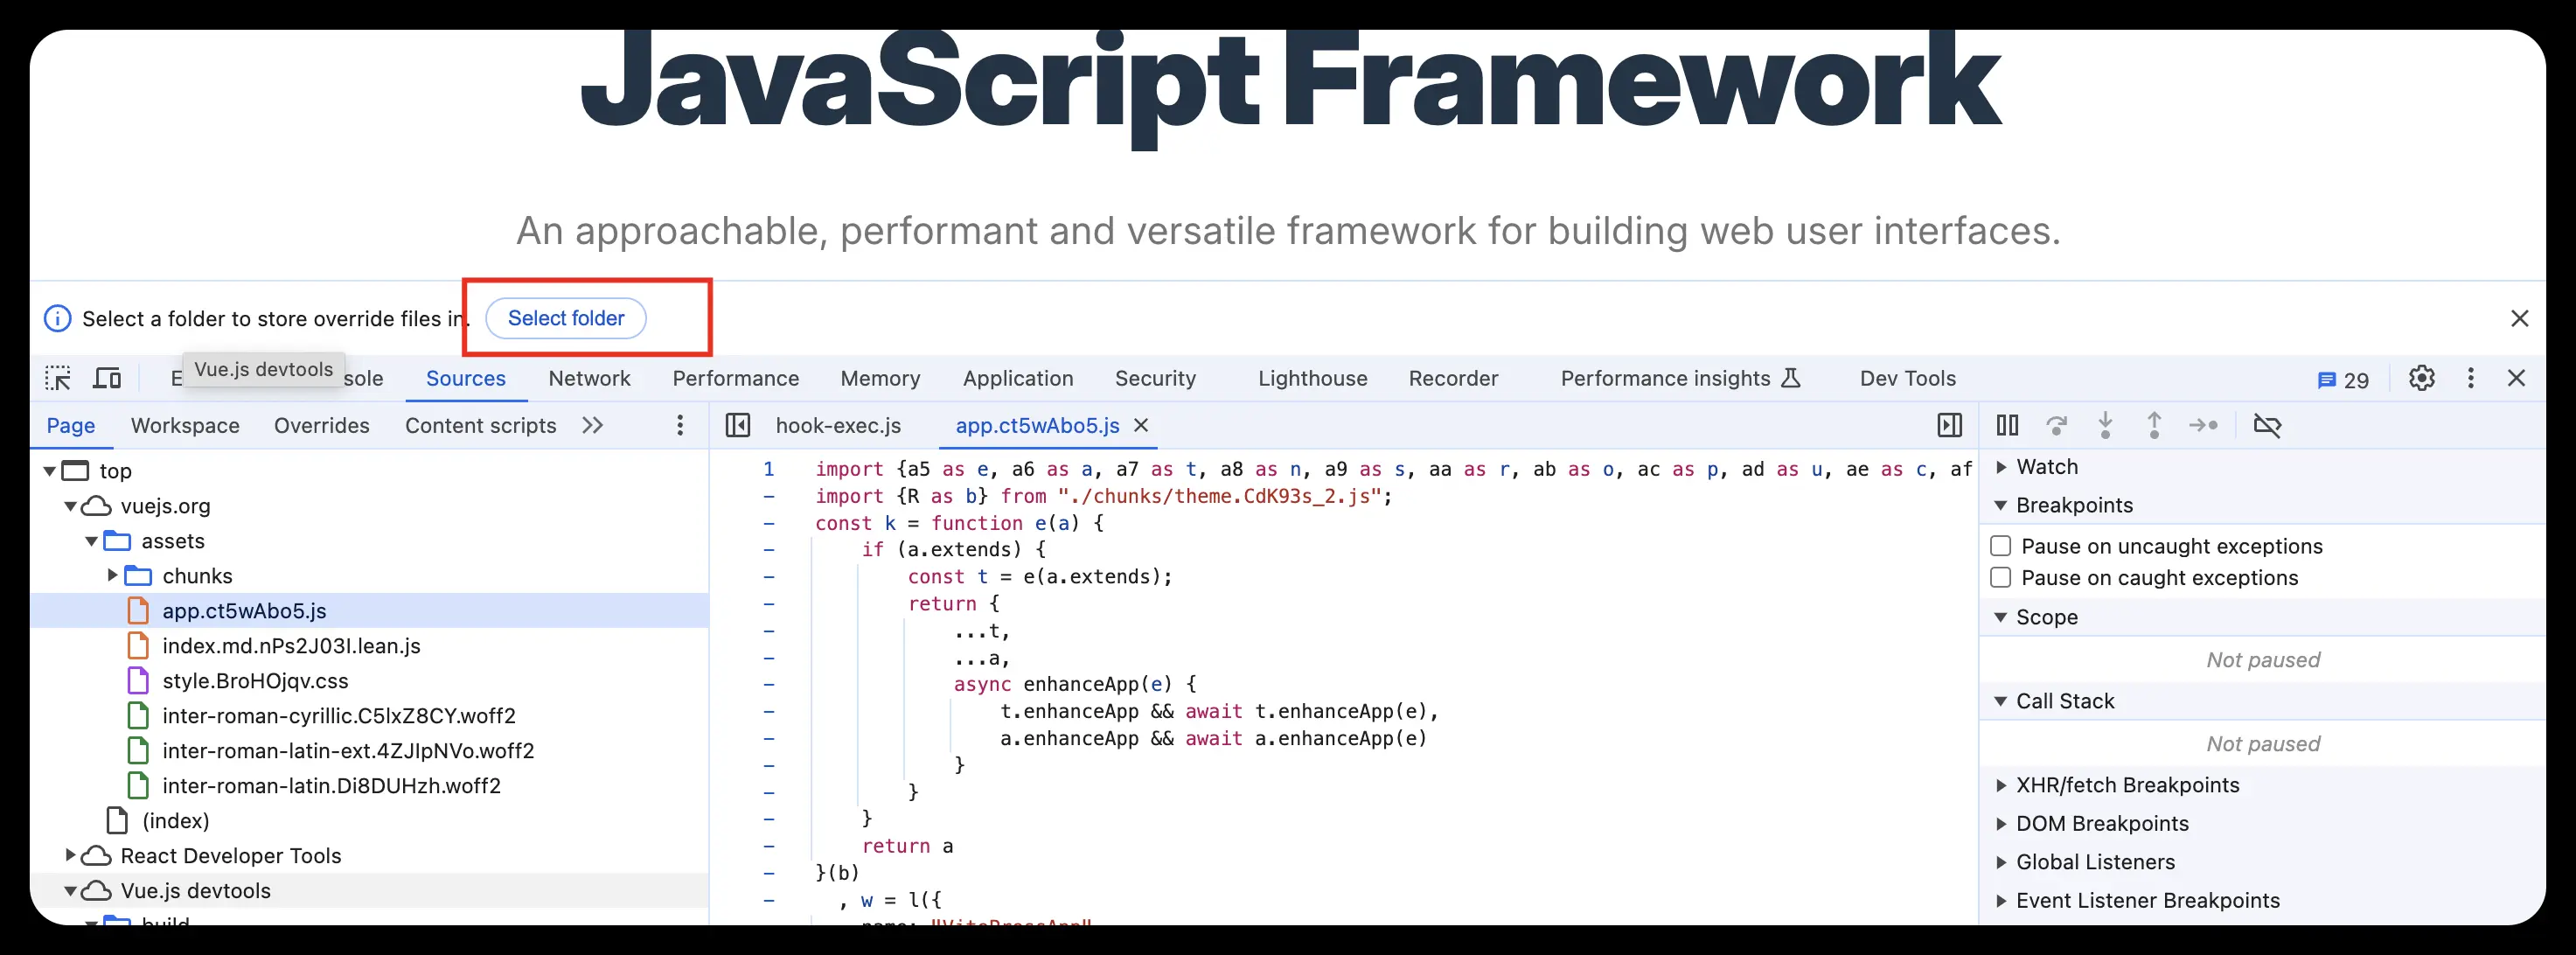 JavaScript Framework
An approachable, performant and versatile framework for building web user interfaces.
Select a folder to store override files in. Select folder
E Vue.js devtools sole Sources Network Performance Memory Application Security Lighthouse Recorder Performance insights Dev Tools 29
Page Workspace Overrides Content scripts hook-exec.js app.ct5wAbo5.js
top
vuejs.org
assets
chunks
app.ct5wAbo5.js
index.md.nPs2J03I.lean.js
style.BroHOjqv.css
inter-roman-cyrillic.C5lxZ8CY.woff2
inter-roman-latin-ext.4ZJIpNVo.woff2
inter-roman-latin.Di8DUHzh.woff2
(index)
React Developer Tools
Vue.js devtools
build
1 import {a5 as e, a6 as a, a7 as t, a8 as n, a9 as s, aa as r, ab as o, ac as p, ad as u, ae as c, af
- import {R as b} from "./chunks/theme.CdK93s_2.js";
- const k = function e(a) {
- if (a.extends) {
- const t = e(a.extends);
- return {
- ...t,
- ...a,
- async enhanceApp(e) {
- t.enhanceApp && await t.enhanceApp(e),
- a.enhanceApp && await a.enhanceApp(e)
- }
- }
- }
- return a
- }(b)
- , w = l({
name: "VitePressApp"
Watch
Breakpoints
Pause on uncaught exceptions
Pause on caught exceptions
Scope
Not paused
Call Stack
Not paused
XHR/fetch Breakpoints
DOM Breakpoints
Global Listeners
Event Listener Breakpoints